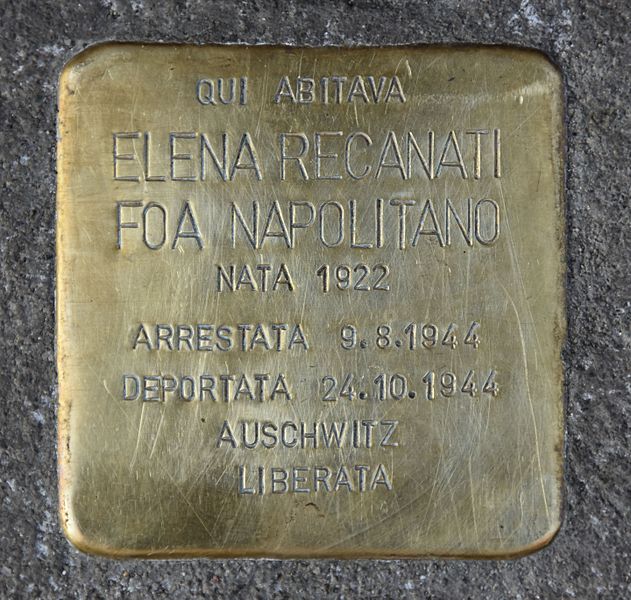 QUI ABITAVA
ELENA RECANATI
FOA NAPOLITANO
NATA 1922
ARRESTATA 9.8.1944
DEPORTATA 24.10.1944
AUSCHWITZ
LIBERATA